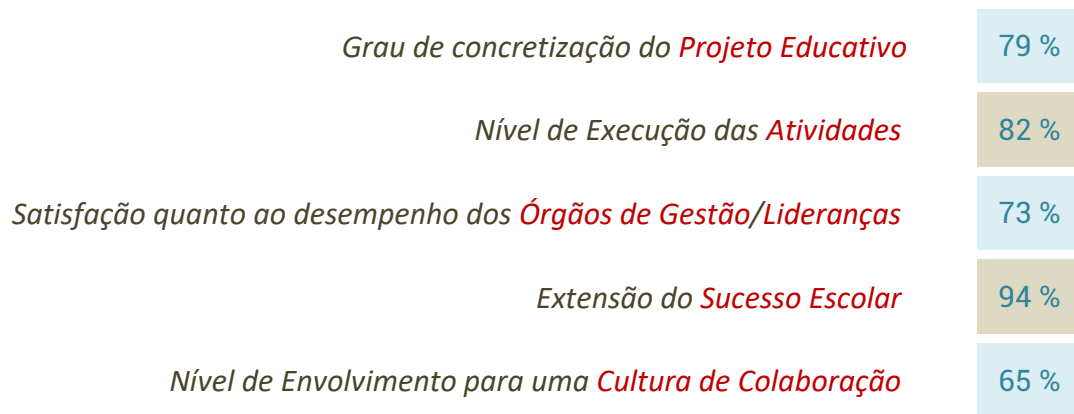 Grau de concretização do Projeto Educativo 79 %
Nível de Execução das Atividades 82 %
Satisfação quanto ao desempenho dos Órgãos de Gestão/Lideranças 73 %
Extensão do Sucesso Escolar 94 %
Nível de Envolvimento para uma Cultura de Colaboração 65 %